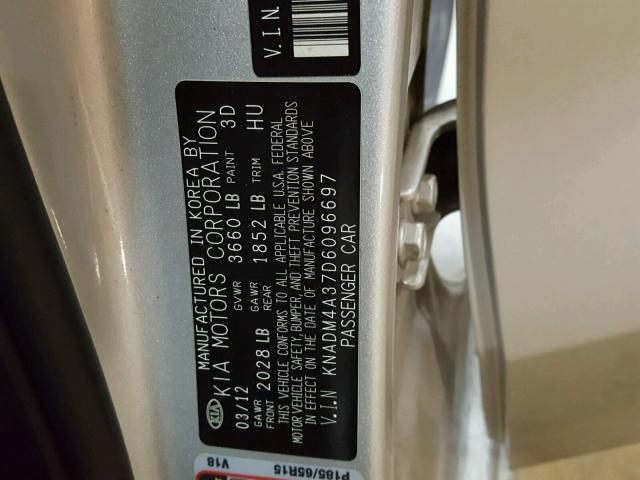 V.I.N
MANUFACTURED IN KOREA BY
KIA KIA MOTORS CORPORATION
03/12 GVWR 3660 LB PAINT 3D
GAWR FRONT 2028 LB GAWR REAR 1852 LB TRIM HU
THIS VEHICLE CONFORMS TO ALL APPLICABLE U.S.A. FEDERAL
MOTOR VEHICLE SAFETY, BUMPER, AND THEFT PREVENTION STANDARDS
IN EFFECT ON THE DATE OF MANUFACTURE SHOWN ABOVE
V.I.N KNADM4A37D6096697
PASSENGER CAR
V18
P185/65R15